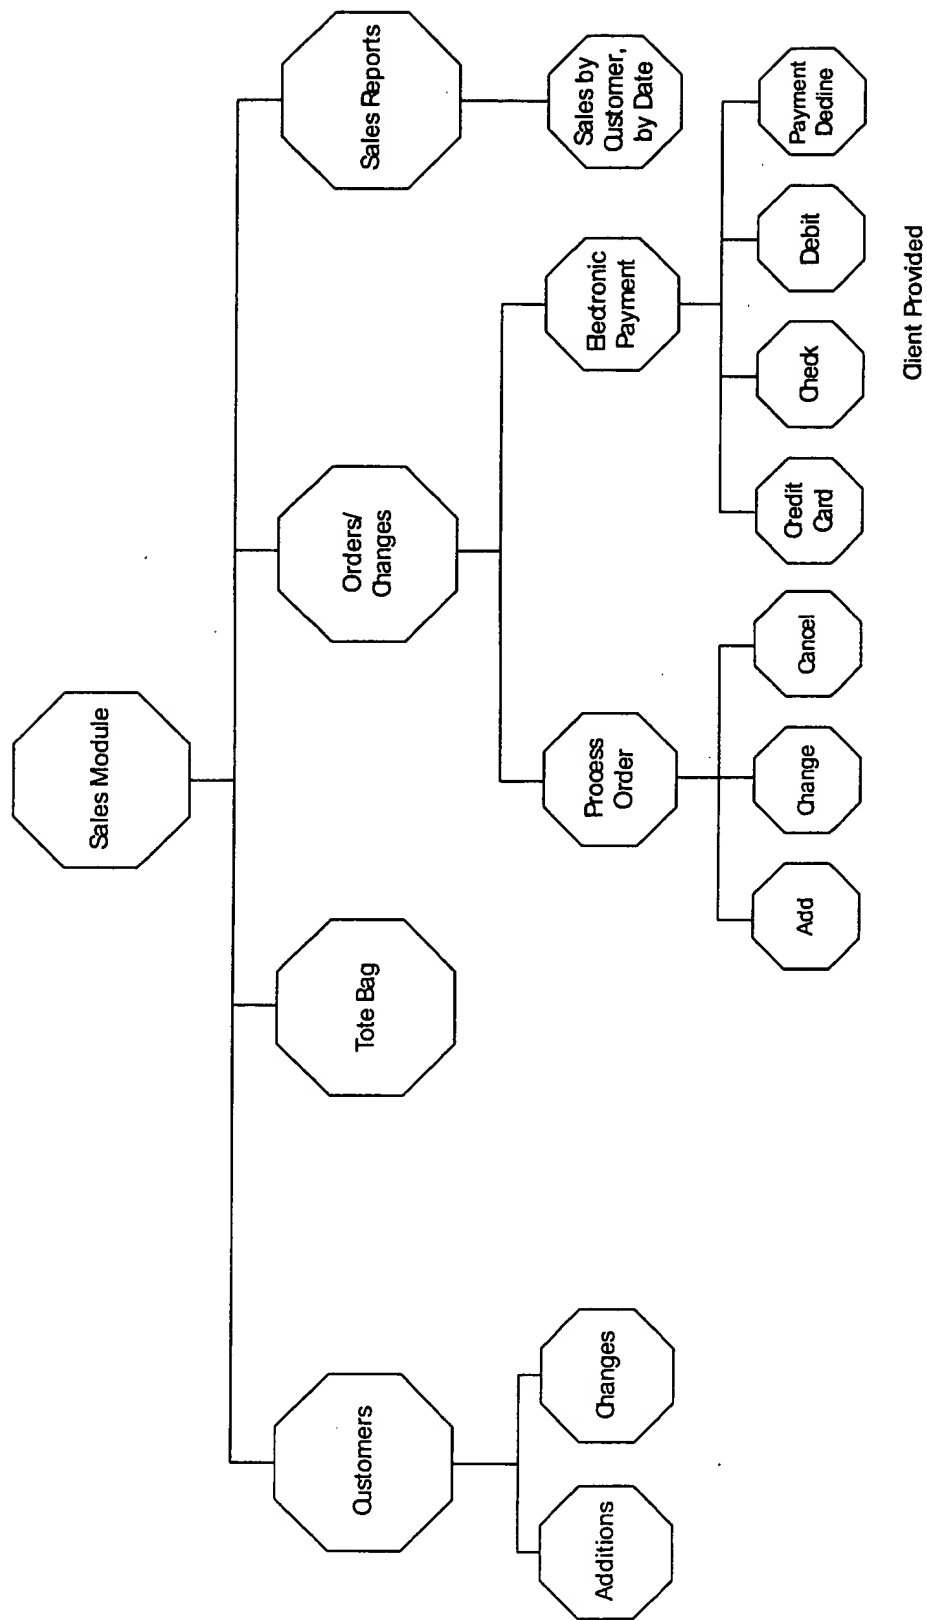 Sales Module
Customers
Tote Bag
Orders/
Changes
Sales Reports
Additions
Changes
Process
Order
Electronic
Payment
Sales by
Customer,
by Date
Add
Change
Cancel
Credit
Card
Check
Debit
Payment
Decline
Client Provided